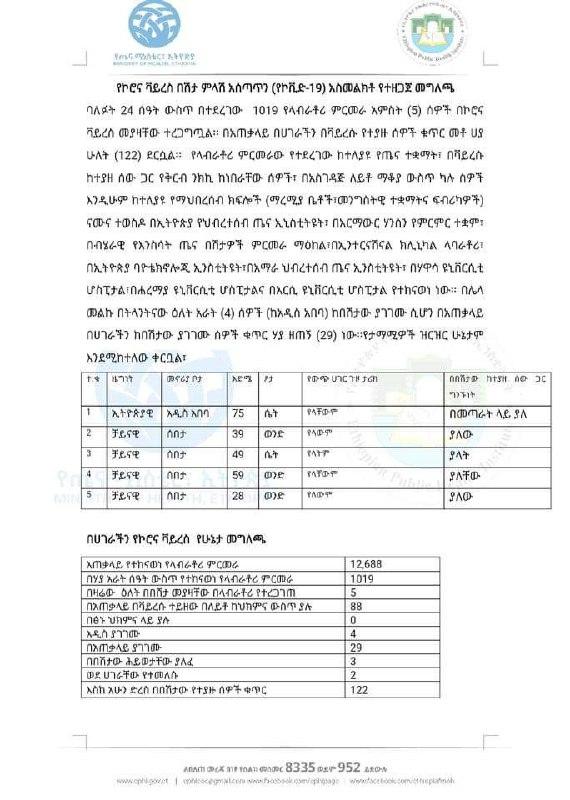 የጤና ሚኒስቴር፣ ኢትዮጵያ
MINISTRY OF HEALTH, ETHIOPIA
የኮሮና ቫይረስ በሽታ ምላሽ አሰጣጥን (የኮቪድ-19) አስመልክቶ የተዘጋጀ መግለጫ
ባለፉት 24 ሰዓት ውስጥ በተደረገው 1019 የላብራቶሪ ምርመራ አምስት (5) ሰዎች በኮሮና
ቫይረስ መያዛቸው ተረጋግጧል። በአጠቃላይ በሀገራችን በቫይረሱ የተያዙ ሰዎች ቁጥር መቶ ሀያ
ሁለት (122) ደርሷል። የላብራቶሪ ምርመራው የተደረገው ከተለያዩ የጤና ተቋማት፣ በቫይረሱ
ከተያዘ ሰው ጋር የቅርብ ንክኪ ከነበራቸው ሰዎች፣ በአስገዳጅ ለይቶ ማቆያ ውስጥ ካሉ ሰዎች
እንዲሁም ከተለያዩ የማህበረሰብ ክፍሎች (ማረሚያ ቤቶች፣መንግስታዊ ተቋማትና ፍብሪካዎች)
ናሙና ተወስዶ በኢትዮጵያ የህብረተሰብ ጤና ኢኒስቲትዩት፣ በአርማወር ሃንሰን የምርምር ተቋም፣
በብሄራዊ የእንስሳት ጤና በሽታዎች ምርመራ ማዕከል፣በኢንተርናሽናል ክሊኒካል ላብራቶሪ፣
በኢትዮጵያ ባዮቴክኖሎጂ ኢንስቲትዩት፣በአማራ ህብረተሰብ ጤና ኢንስቲትዩት፣ በሃዋሳ ዩኒቨርሲቲ
ሆስፒታል፣በሐረማያ ዩኒቨርሲቲ ሆስፒታልና በአርሲ ዩኒቨርሲቲ ሆስፒታል የተከናወነ ነው። በሌላ
መልኩ በትላንትናው ዕለት አራት (4) ሰዎች (ከአዲስ አበባ) ከበሽታው ያገገሙ ሲሆን በአጠቃላይ
በሀገራችን ከበሽታው ያገገሙ ሰዎች ቁጥር ሃያ ዘጠኝ (29) ነው።የታማሚዎች ዝርዝር ሁኔታም
እንደሚከተለው ቀርቧል፣
ተ.ቁ ዜግነት መኖሪያ ቦታ እድሜ ፆታ የውጭ ሀገር ጉዞ ታሪክ በበሽታው ከተያዘ ሰው ጋር ግንኙነት
1 ኢትዮጵያዊ አዲስ አበባ 75 ሴት የላቸውም በመጣራት ላይ ያለ
2 ቻይናዊ ሰበታ 39 ወንድ የለውም ያለው
3 ቻይናዊ ሰበታ 49 ሴት የላትም ያላት
4 ቻይናዊ ሰበታ 59 ወንድ የላቸውም ያላቸው
5 ቻይናዊ ሰበታ 28 ወንድ የለውም ያለው
በሀገራችን የኮሮና ቫይረስ የሁኔታ መግለጫ
አጠቃላይ የተከናወነ የላብራቶሪ ምርመራ 12,688
በሃያ አራት ሰዓት ውስጥ የተከናወነ የላብራቶሪ ምርመራ 1019
በዛሬው ዕለት በበሽታ መያዛቸው በላብራቶሪ የተረጋገጠ 5
በአጠቃላይ በቫይረሱ ተይዘው በለይቶ ከህክምና ውስጥ ያሉ 88
በፅኑ ህክምና ላይ ያሉ 0
አዲስ ያገገሙ 4
በአጠቃላይ ያገገሙ 29
በበሽታው ሕይወታቸው ያለፈ 3
ወደ ሀገራቸው የተመለሱ 2
እስከ አሁን ድረስ በበሽታው የተያዙ ሰዎች ቁጥር 122
ለበለጠ መረጃ በነፃ የስልክ መስመር 8335 ወይም 952 ይደውሉ
www.ephi.gov.et | ephieoc@gmail.com www.facebook.com/ephipage | www.facebook.com/ethiopiafmoh